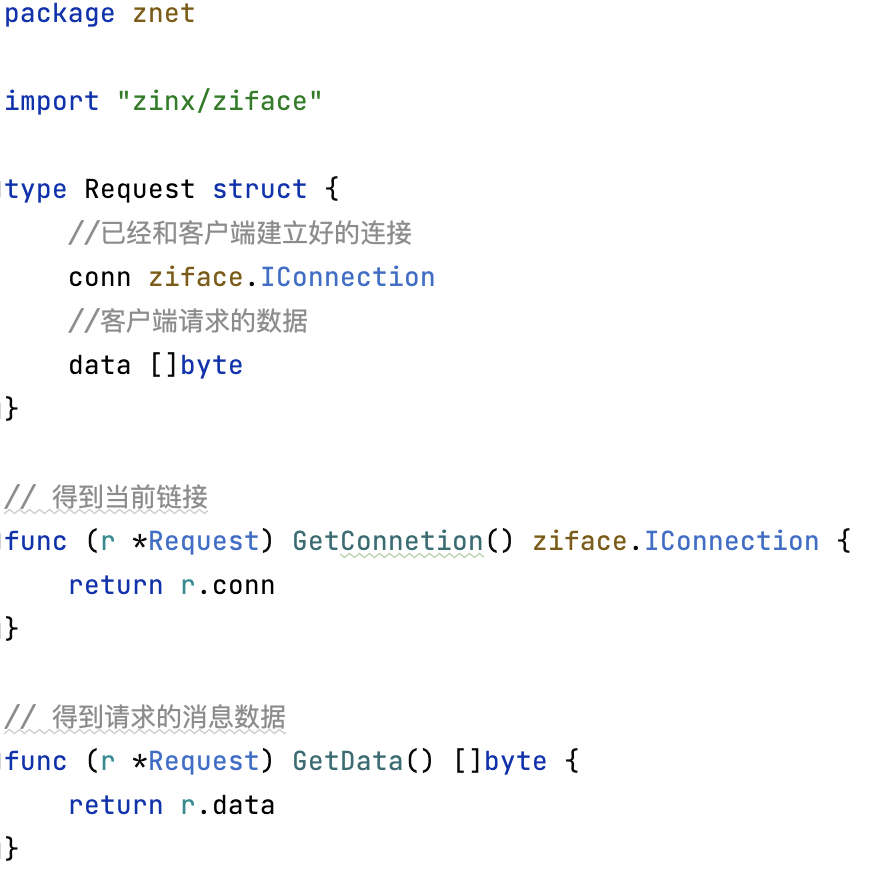 package znet
import "zinx/ziface"
type Request struct {
//已经和客户端建立好的连接
conn ziface.IConnection
//客户端请求的数据
data []byte
}
// 得到当前链接
func (r *Request) GetConnetion() ziface.IConnection {
return r.conn
}
// 得到请求的消息数据
func (r *Request) GetData() []byte {
return r.data
}